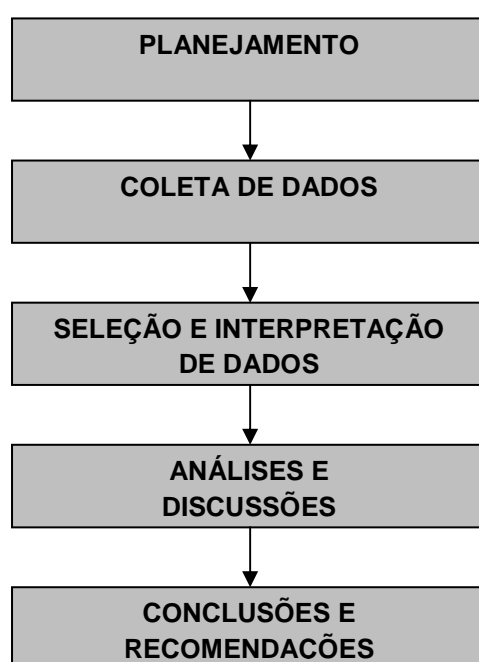 PLANEJAMENTO
COLETA DE DADOS
SELEÇÃO E INTERPRETAÇÃO
DE DADOS
ANÁLISES E
DISCUSSÕES
CONCLUSÕES E
RECOMENDAÇÕES